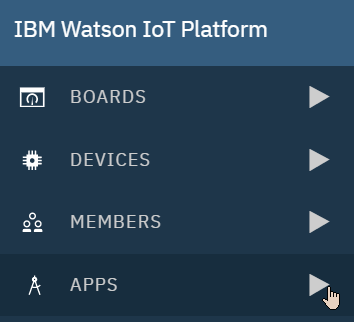 IBM Watson IoT Platform
BOARDS
DEVICES
MEMBERS
APPS